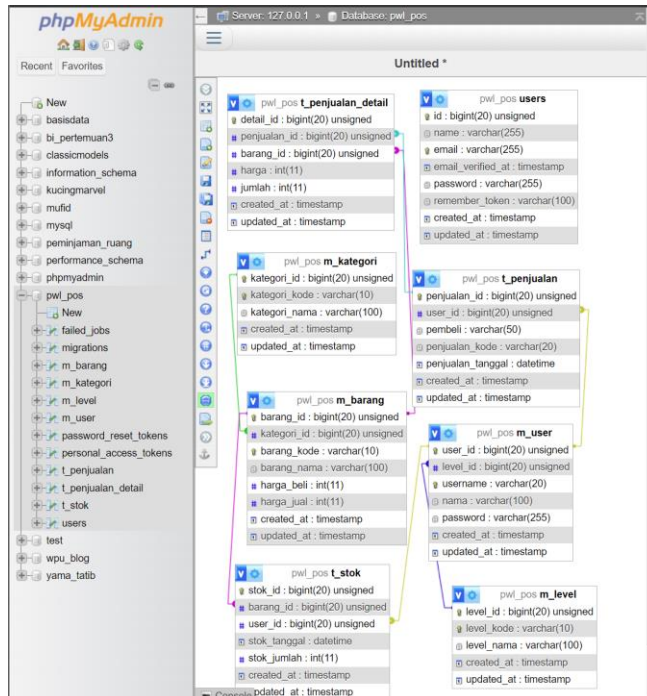 phpMyAdmin
Recent Favorites
New
basisdata
bi_pertemuan3
classicmodels
information_schema
kucingmarvel
mufid
mysql
peminjaman_ruang
performance_schema
phpmyadmin
pwl_pos
New
failed_jobs
migrations
m_barang
m_kategori
m_level
m_user
password_reset_tokens
personal_access_tokens
t_penjualan
t_penjualan_detail
t_stok
users
test
wpu_blog
yama_tatib
Server: 127.0.0.1 » Database: pwl_pos
Untitled *
pwl_pos t_penjualan_detail
detail_id : bigint(20) unsigned
penjualan_id : bigint(20) unsigned
barang_id : bigint(20) unsigned
harga : int(11)
jumlah : int(11)
created_at : timestamp
updated_at : timestamp
pwl_pos users
id : bigint(20) unsigned
name : varchar(255)
email : varchar(255)
email_verified_at : timestamp
password : varchar(255)
remember_token : varchar(100)
created_at : timestamp
updated_at : timestamp
pwl_pos m_kategori
kategori_id : bigint(20) unsigned
kategori_kode : varchar(10)
kategori_nama : varchar(100)
created_at : timestamp
updated_at : timestamp
pwl_pos t_penjualan
penjualan_id : bigint(20) unsigned
user_id : bigint(20) unsigned
pembeli : varchar(50)
penjualan_kode : varchar(20)
penjualan_tanggal : datetime
created_at : timestamp
updated_at : timestamp
pwl_pos m_barang
barang_id : bigint(20) unsigned
kategori_id : bigint(20) unsigned
barang_kode : varchar(10)
barang_nama : varchar(100)
harga_beli : int(11)
harga_jual : int(11)
created_at : timestamp
updated_at : timestamp
pwl_pos m_user
user_id : bigint(20) unsigned
level_id : bigint(20) unsigned
username : varchar(20)
nama : varchar(100)
password : varchar(255)
created_at : timestamp
updated_at : timestamp
pwl_pos t_stok
stok_id : bigint(20) unsigned
barang_id : bigint(20) unsigned
user_id : bigint(20) unsigned
stok_tanggal : datetime
stok_jumlah : int(11)
created_at : timestamp
updated_at : timestamp
pwl_pos m_level
level_id : bigint(20) unsigned
level_kode : varchar(10)
level_nama : varchar(100)
created_at : timestamp
updated_at : timestamp
Console